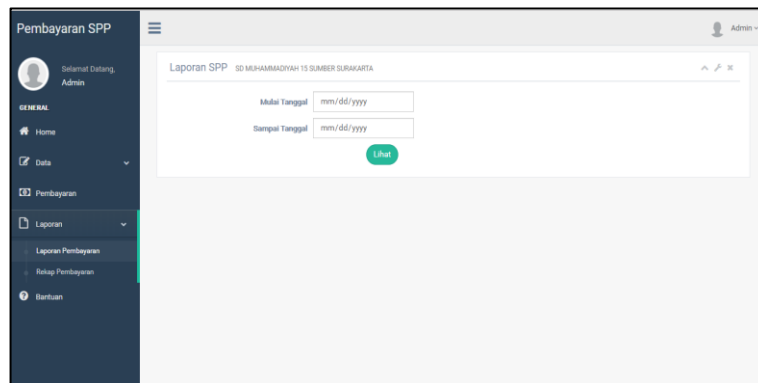 Pembayaran SPP
Admin
Selamat Datang,
Admin
GENERAL
Home
Data
Pembayaran
Laporan
Laporan Pembayaran
Rekap Pembayaran
Bantuan
Laporan SPP SD MUHAMMADIYAH 15 SUMBER SURAKARTA
Mulai Tanggal mm/dd/yyyy
Sampai Tanggal mm/dd/yyyy
Lihat